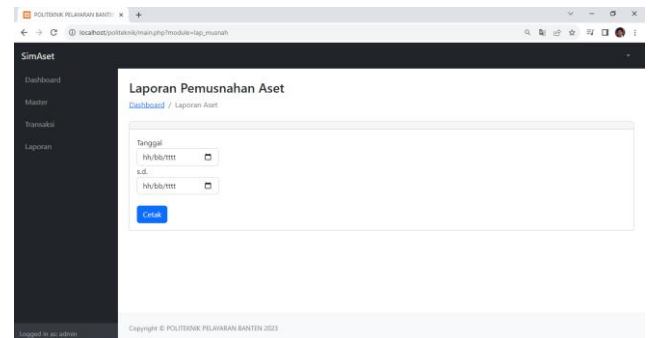 POLITEKNIK PELAYARAN BANTE
localhost/politeknik/main.php?module=lap_musnah
SimAset
Dashboard
Master
Transaksi
Laporan
Laporan Pemusnahan Aset
Dashboard / Laporan Aset
Tanggal
hh/bb/tttt
s.d.
hh/bb/tttt
Cetak
Copyright © POLITEKNIK PELAYARAN BANTEN 2023
Logged in as: admin